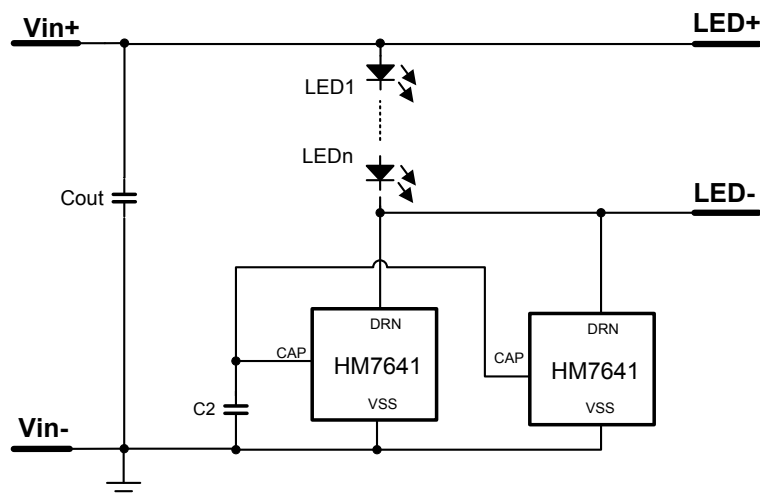 Vin+
LED+
LED1
LEDn
Cout
LED-
DRN
DRN
CAP
HM7641
CAP
HM7641
C2
VSS
VSS
Vin-